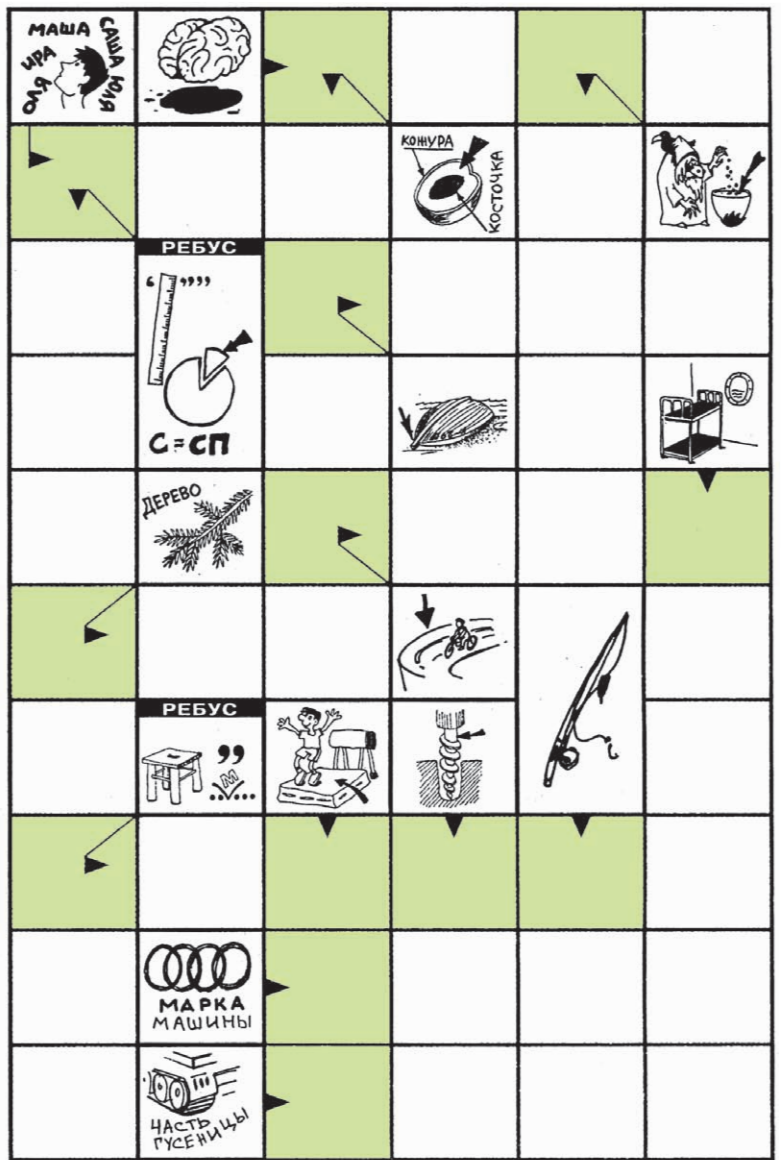 МАША
САША
ИРА
ЮЛЯ
ОЛЯ
КОЖУРА
КОСТОЧКА
РЕБУС
‘ ’’’’
С = СП
ДЕРЕВО
РЕБУС
’’
М
МАРКА
МАШИНЫ
ЧАСТЬ
ГУСЕНИЦЫ